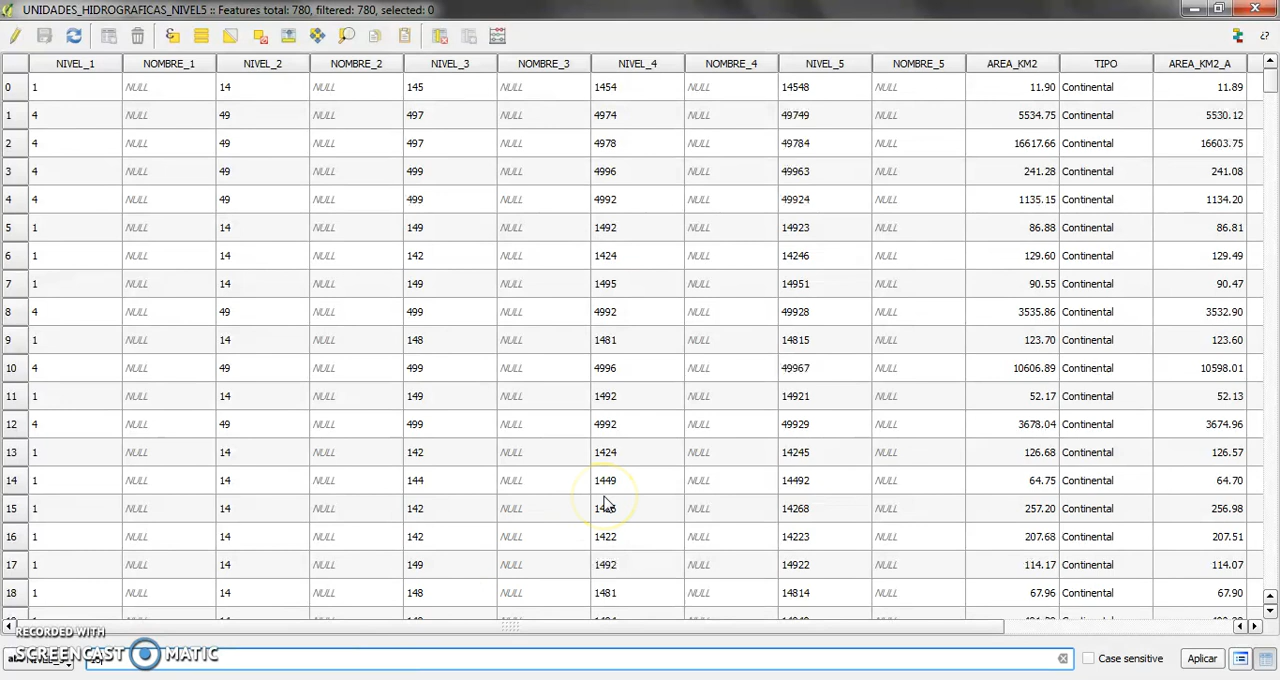 UNIDADES_HIDROGRAFICAS_NIVEL5 :: Features total: 780, filtered: 780, selected: 0
NIVEL_1 NOMBRE_1 NIVEL_2 NOMBRE_2 NIVEL_3 NOMBRE_3 NIVEL_4 NOMBRE_4 NIVEL_5 NOMBRE_5 AREA_KM2 TIPO AREA_KM2_A
0 1 NULL 14 NULL 145 NULL 1454 NULL 14548 NULL 11.90 Continental 11.89
1 4 NULL 49 NULL 497 NULL 4974 NULL 49749 NULL 5534.75 Continental 5530.12
2 4 NULL 49 NULL 497 NULL 4978 NULL 49784 NULL 16617.66 Continental 16603.75
3 4 NULL 49 NULL 499 NULL 4996 NULL 49963 NULL 241.28 Continental 241.08
4 4 NULL 49 NULL 499 NULL 4992 NULL 49924 NULL 1135.15 Continental 1134.20
5 1 NULL 14 NULL 149 NULL 1492 NULL 14923 NULL 86.88 Continental 86.81
6 1 NULL 14 NULL 142 NULL 1424 NULL 14246 NULL 129.60 Continental 129.49
7 1 NULL 14 NULL 149 NULL 1495 NULL 14951 NULL 90.55 Continental 90.47
8 4 NULL 49 NULL 499 NULL 4992 NULL 49928 NULL 3535.86 Continental 3532.90
9 1 NULL 14 NULL 148 NULL 1481 NULL 14815 NULL 123.70 Continental 123.60
10 4 NULL 49 NULL 499 NULL 4996 NULL 49967 NULL 10606.89 Continental 10598.01
11 1 NULL 14 NULL 149 NULL 1492 NULL 14921 NULL 52.17 Continental 52.13
12 4 NULL 49 NULL 499 NULL 4992 NULL 49929 NULL 3678.04 Continental 3674.96
13 1 NULL 14 NULL 142 NULL 1424 NULL 14245 NULL 126.68 Continental 126.57
14 1 NULL 14 NULL 144 NULL 1449 NULL 14492 NULL 64.75 Continental 64.70
15 1 NULL 14 NULL 142 NULL NULL 14268 NULL 257.20 Continental 256.98
16 1 NULL 14 NULL 142 NULL 1422 NULL 14223 NULL 207.68 Continental 207.51
17 1 NULL 14 NULL 149 NULL 1492 NULL 14922 NULL 114.17 Continental 114.07
18 1 NULL 14 NULL 148 NULL 1481 NULL 14814 NULL 67.96 Continental 67.90
RECORDED WITH
SCREENCAST MATIC
Case sensitive Aplicar